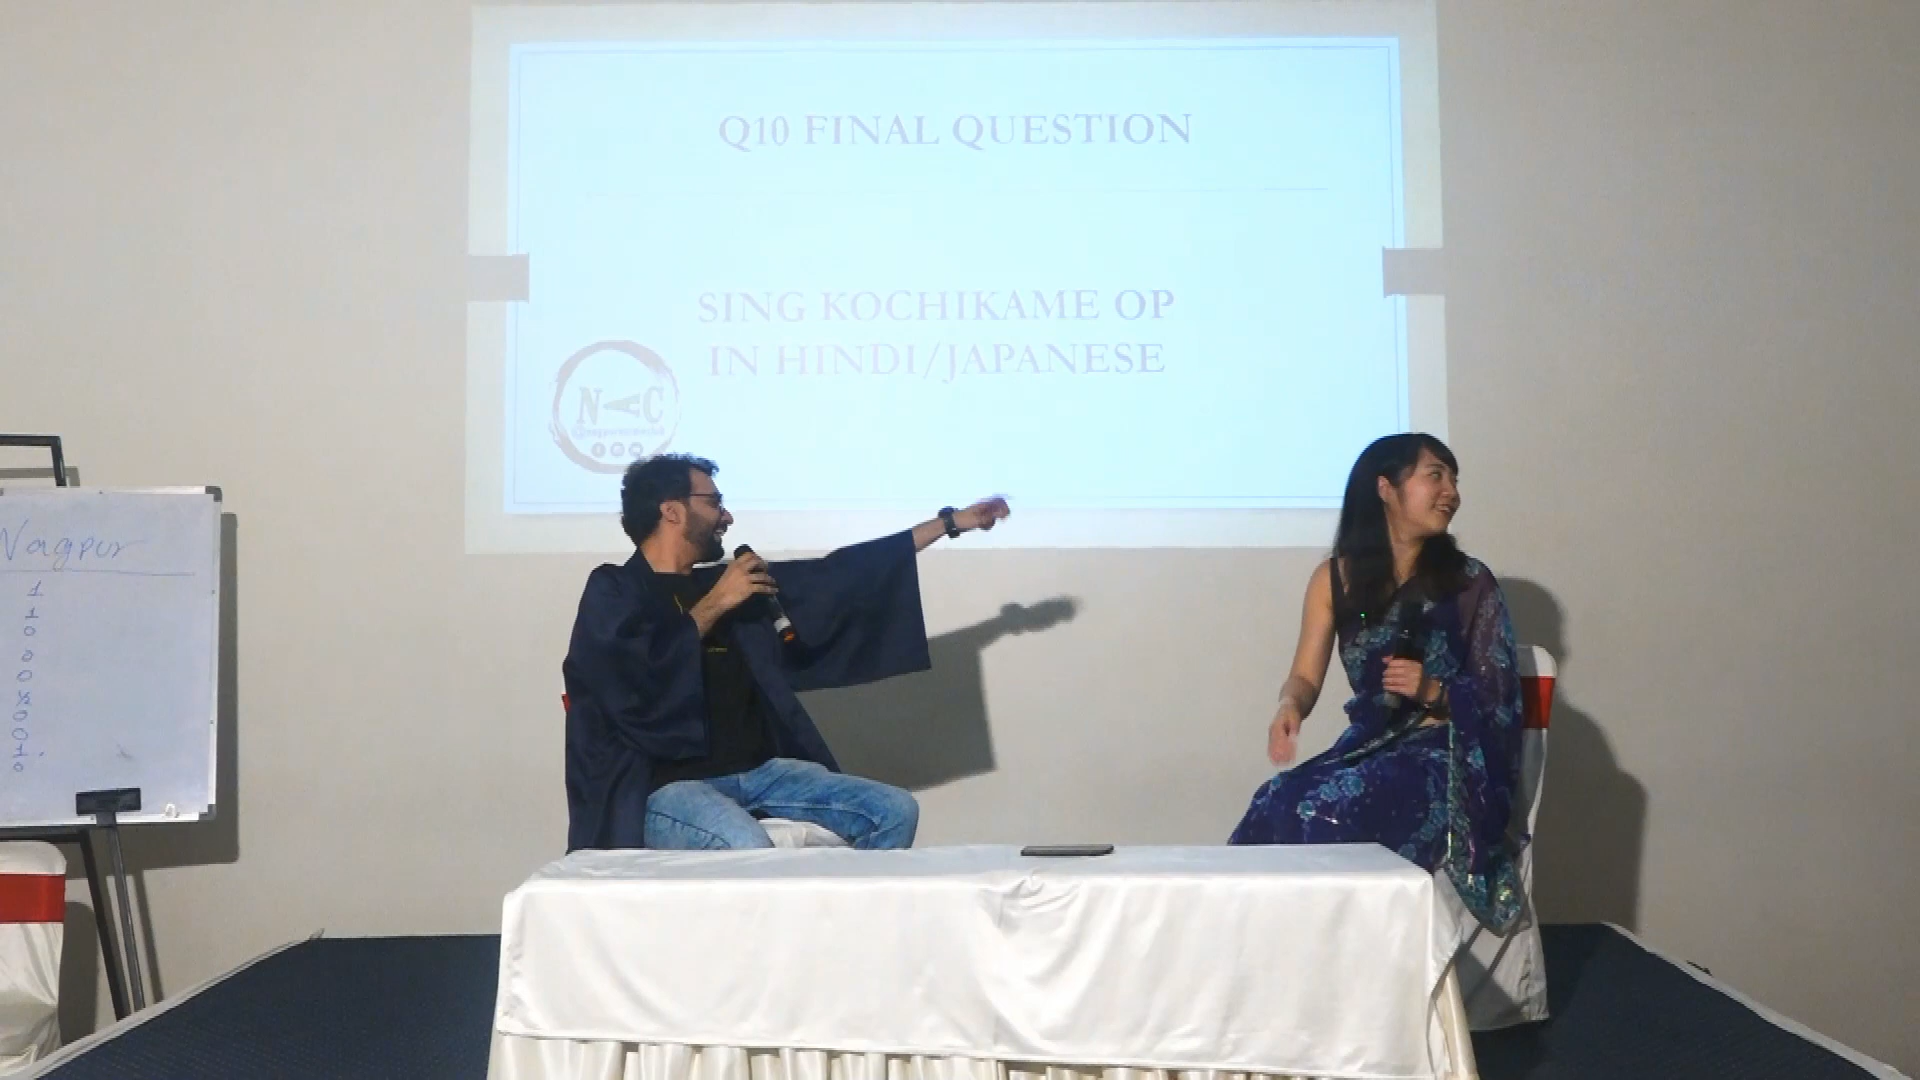 Q10 FINAL QUESTION
SING KOCHIKAME OP
IN HINDI/JAPANESE
NAC
Nagpur
1
1
0
0
0
0
0
1
0